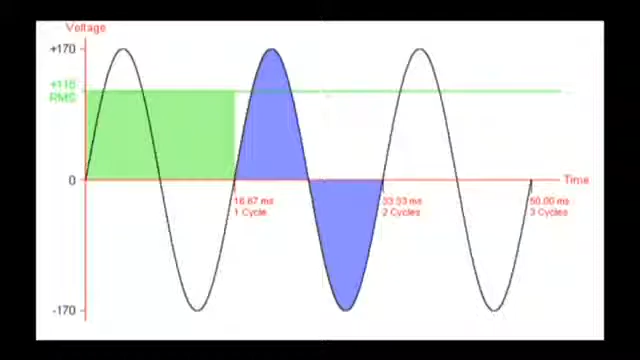 Voltage
+170
+115
RMS
0
Time
16.67 ms
1 Cycle
33.33 ms
2 Cycles
50.00 ms
3 Cycles
-170